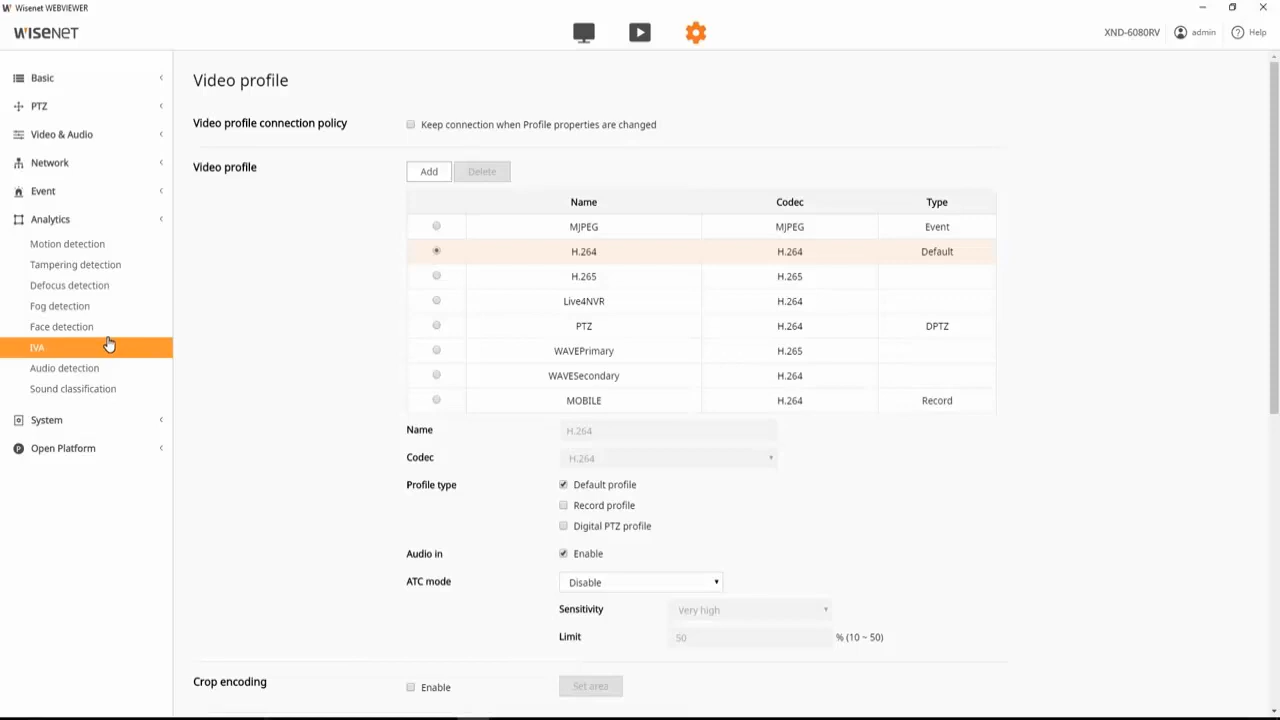 Wisenet WEBVIEWER
WISENET
XND-6080RV
admin
Help
Basic
PTZ
Video & Audio
Network
Event
Analytics
Motion detection
Tampering detection
Defocus detection
Fog detection
Face detection
IVA
Audio detection
Sound classification
System
Open Platform
Video profile
Video profile connection policy
Keep connection when Profile properties are changed
Video profile
Add Delete
Name Codec Type
MJPEG MJPEG Event
H.264 H.264 Default
H.265 H.265
Live4NVR H.264
PTZ H.264 DPTZ
WAVEPrimary H.265
WAVESecondary H.264
MOBILE H.264 Record
Name H.264
Codec H.264
Profile type Default profile
Record profile
Digital PTZ profile
Audio in Enable
ATC mode Disable
Sensitivity Very high
Limit 50 % (10 ~ 50)
Crop encoding Enable Set area